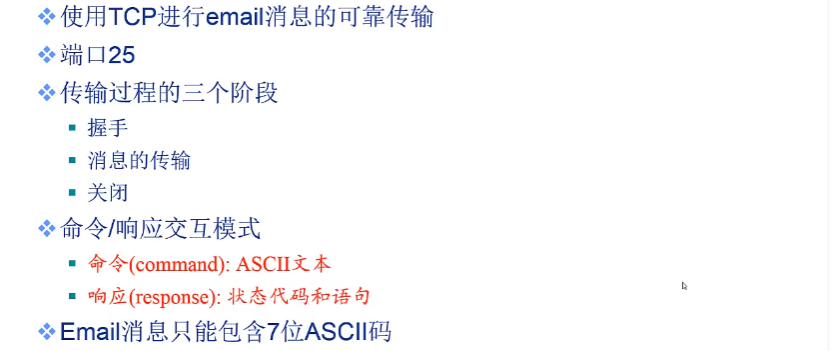 使用TCP进行email消息的可靠传输
端口25
传输过程的三个阶段
握手
消息的传输
关闭
命令/响应交互模式
命令(command): ASCII文本
响应(response): 状态代码和语句
Email消息只能包含7位ASCII码